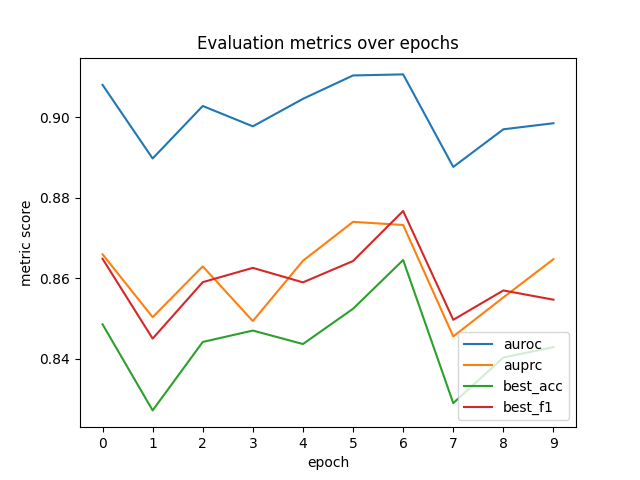 Evaluation metrics over epochs
metric score
0.90
0.88
0.86
0.84
0 1 2 3 4 5 6 7 8 9
epoch
auroc
auprc
best_acc
best_f1